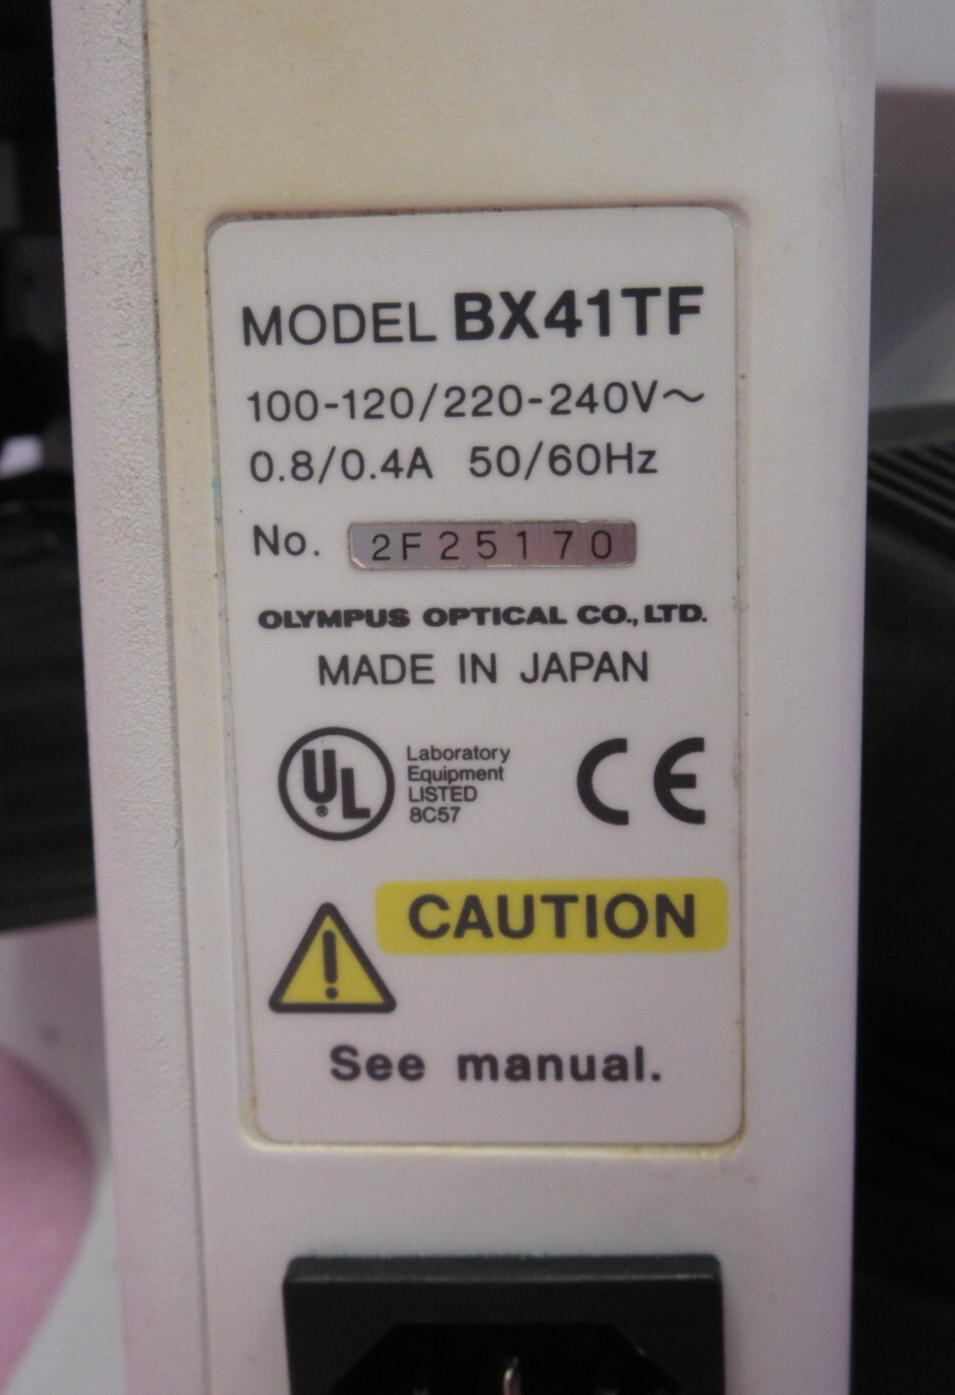 MODEL BX41TF
100-120/220-240V～
0.8/0.4A 50/60Hz
No. 2F25170
OLYMPUS OPTICAL CO., LTD.
MADE IN JAPAN
UL®
Laboratory
Equipment
LISTED
8C57
CE
CAUTION
!
See manual.